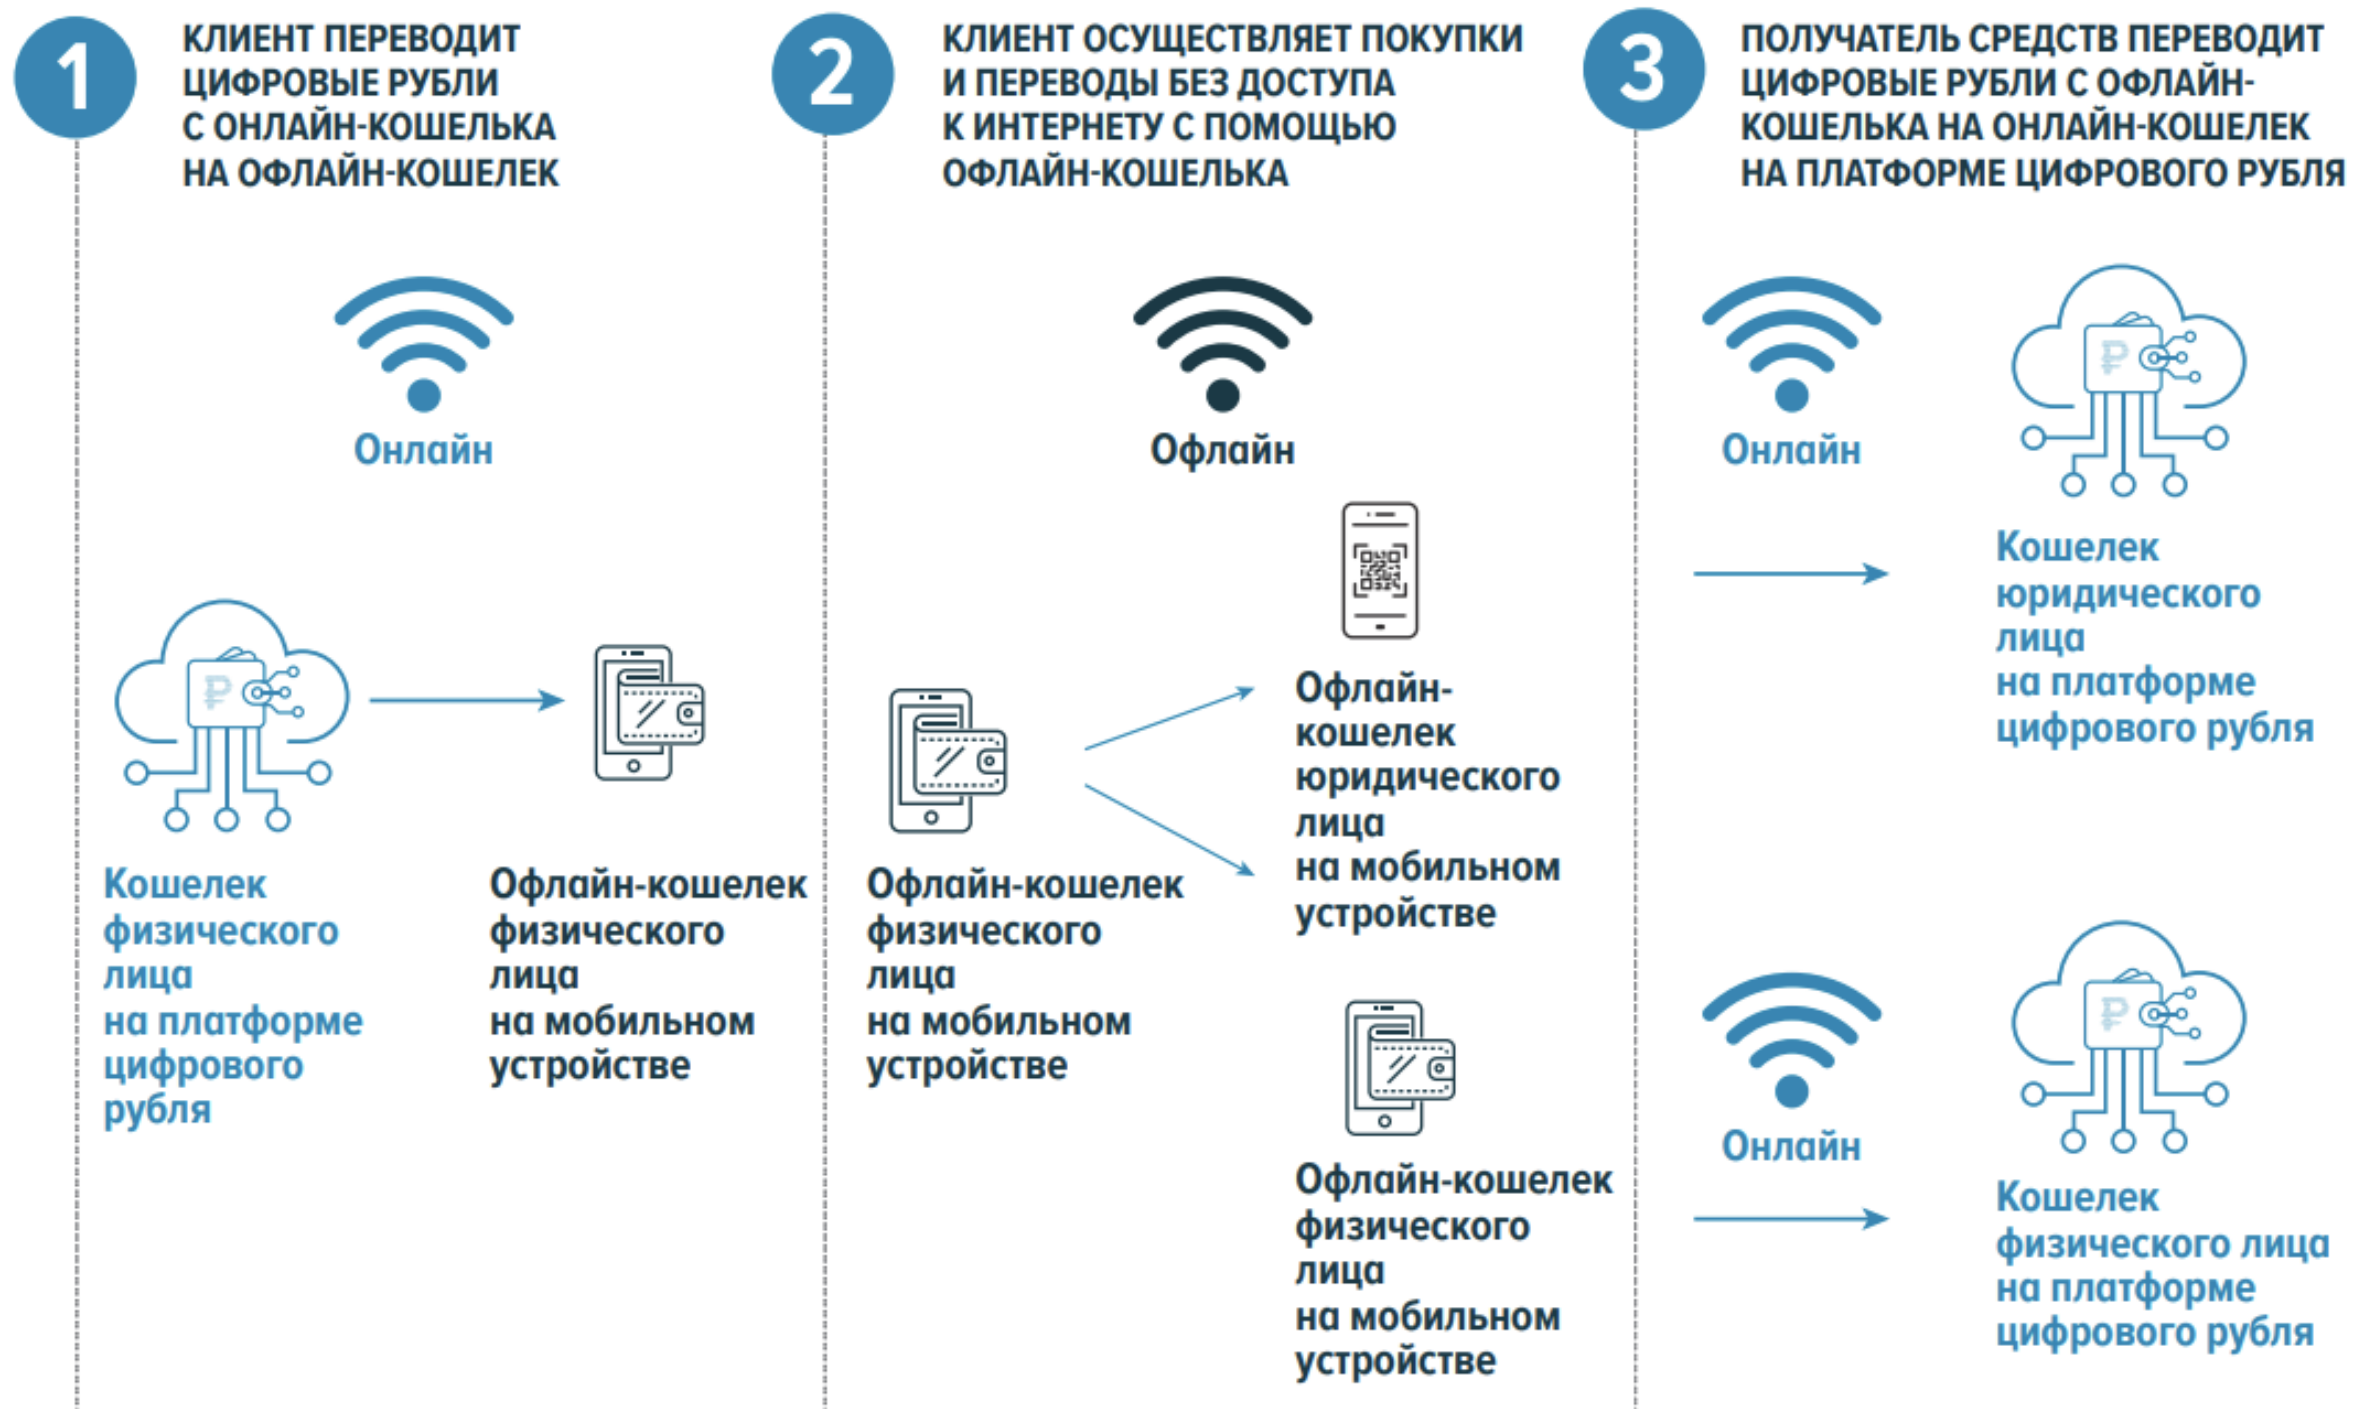 1
КЛИЕНТ ПЕРЕВОДИТ
ЦИФРОВЫЕ РУБЛИ
С ОНЛАЙН-КОШЕЛЬКА
НА ОФЛАЙН-КОШЕЛЕК
Онлайн
Кошелек
физического
лица
на платформе
цифрового
рубля
Офлайн-кошелек
физического
лица
на мобильном
устройстве
2
КЛИЕНТ ОСУЩЕСТВЛЯЕТ ПОКУПКИ
И ПЕРЕВОДЫ БЕЗ ДОСТУПА
К ИНТЕРНЕТУ С ПОМОЩЬЮ
ОФЛАЙН-КОШЕЛЬКА
Офлайн
Офлайн-кошелек
физического
лица
на мобильном
устройстве
Офлайн-
кошелек
юридического
лица
на мобильном
устройстве
Офлайн-кошелек
физического
лица
на мобильном
устройстве
3
ПОЛУЧАТЕЛЬ СРЕДСТВ ПЕРЕВОДИТ
ЦИФРОВЫЕ РУБЛИ С ОФЛАЙН-
КОШЕЛЬКА НА ОНЛАЙН-КОШЕЛЕК
НА ПЛАТФОРМЕ ЦИФРОВОГО РУБЛЯ
Онлайн
Кошелек
юридического
лица
на платформе
цифрового рубля
Онлайн
Кошелек
физического лица
на платформе
цифрового рубля